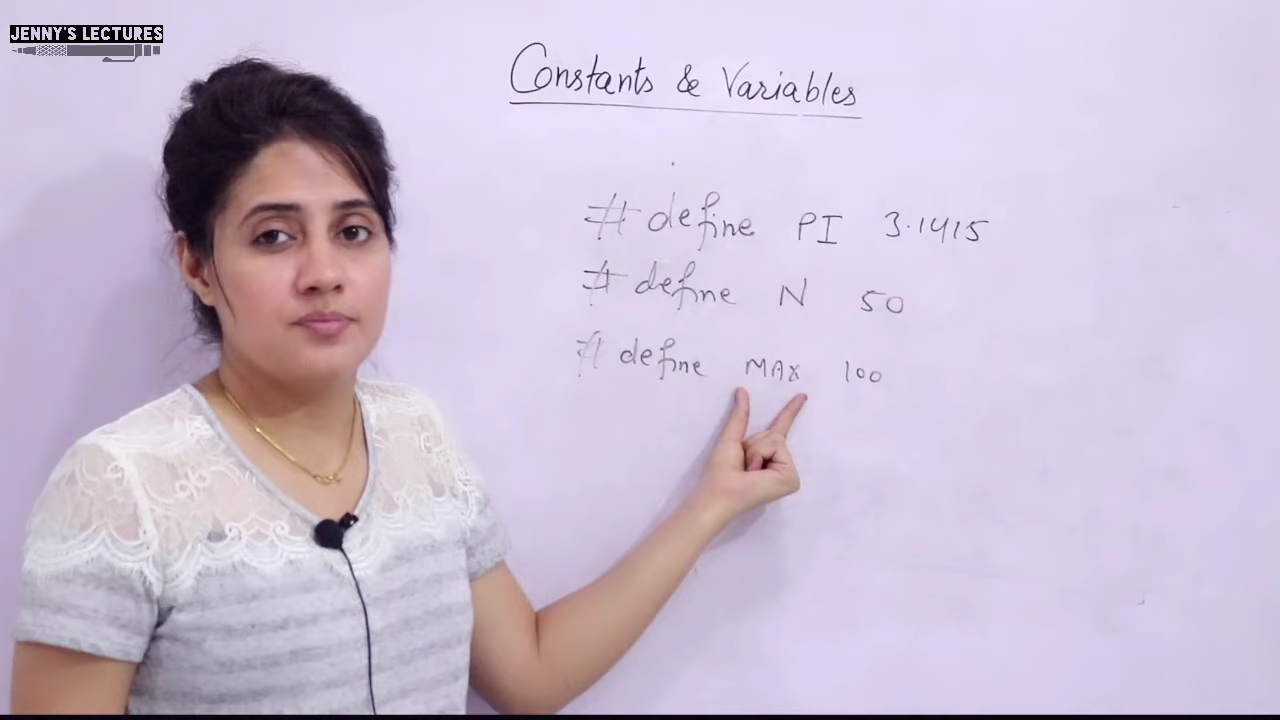 JENNY'S LECTURES
Constants & Variables
# define PI 3.1415
# define N 50
# define MAX 100